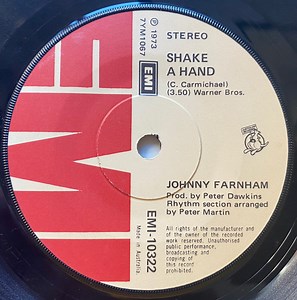 Ⓟ 1973
7YM1067
STEREO
SHAKE
A HAND
(C. Carmichael)
(3.50) Warner Bros.
EMI
EMI
JOHNNY FARNHAM
Prod. by Peter Dawkins
Rhythm section arranged
by Peter Martin
All rights of the manufacturer and
of the owner of the recorded
work reserved. Unauthorised
public performance,
broadcasting and
copying of
this record
prohibited.
EMI-10322
Made in Australia